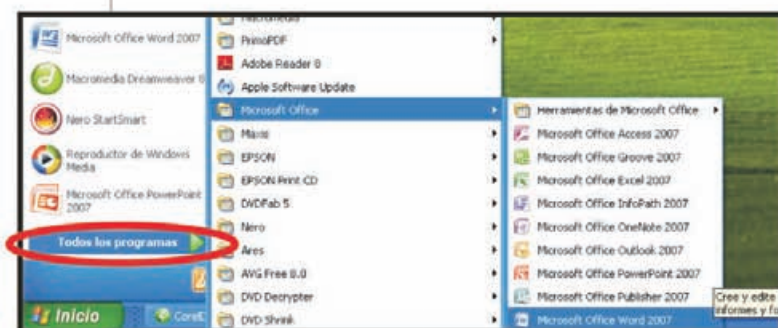 Microsoft Office Word 2007
Macromedia Dreamweaver 8
Nero StartSmart
Reproductor de Windows
Media
Microsoft Office PowerPoint
2007
Todos los programas
Inicio
CorelD
Macromedia
PrimoPDF
Adobe Reader 8
Apple Software Update
Microsoft Office
Maxis
EPSON
EPSON Print CD
DVDFab 5
Nero
Ares
AVG Free 8.0
DVD Decrypter
DVD Shrink
Herramientas de Microsoft Office
Microsoft Office Access 2007
Microsoft Office Groove 2007
Microsoft Office Excel 2007
Microsoft Office InfoPath 2007
Microsoft Office OneNote 2007
Microsoft Office Outlook 2007
Microsoft Office PowerPoint 2007
Microsoft Office Publisher 2007
Microsoft Office Word 2007
Cree y edite
informes y fo